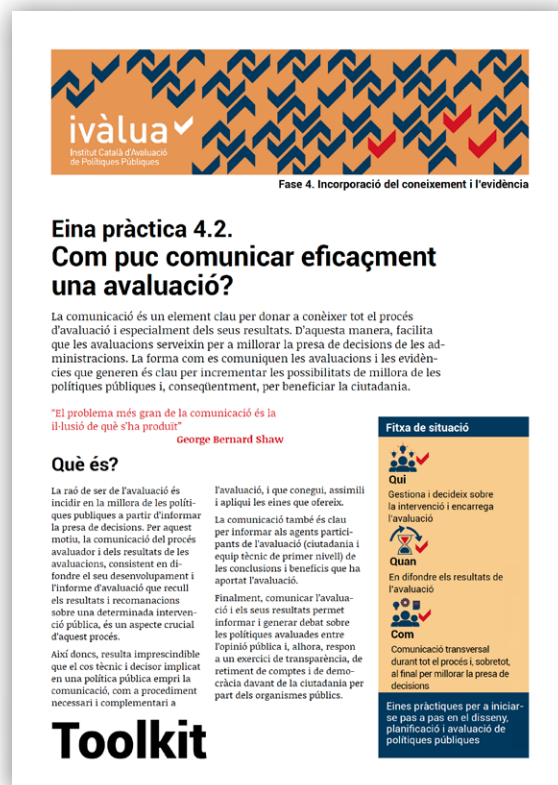 ivàlua
Institut Català d'Avaluació
de Polítiques Públiques
Fase 4. Incorporació del coneixement i l'evidència
Eina pràctica 4.2.
Com puc comunicar eficaçment
una avaluació?
La comunicació és un element clau per donar a conèixer tot el procés
d'avaluació i especialment dels seus resultats. D'aquesta manera, facilita
que les avaluacions serveixin per a millorar la presa de decisions de les ad-
ministracions. La forma com es comuniquen les avaluacions i les evidèn-
cies que generen és clau per incrementar les possibilitats de millora de les
polítiques públiques i, conseqüentment, per beneficiar la ciutadania.
"El problema més gran de la comunicació és la
il·lusió de què s'ha produït"
George Bernard Shaw
Què és?
La raó de ser de l'avaluació és
incidir en la millora de les políti-
ques publiques a partir d'informar
la presa de decisions. Per aquest
motiu, la comunicació del procés
avaluador i dels resultats de les
avaluacions, consistent en di-
fondre el seu desenvolupament i
l'informe d'avaluació que recull
els resultats i recomanacions
sobre una determinada interven-
ció pública, és un aspecte crucial
d'aquest procés.
Així doncs, resulta imprescindible
que el cos tècnic i decisor implicat
en una política pública empri la
comunicació, com a procediment
necessari i complementari a
l'avaluació, i que conegui, assimili
i apliqui les eines que ofereix.
La comunicació també és clau
per informar als agents partici-
pants de l'avaluació (ciutadania i
equip tècnic de primer nivell) de
les conclusions i beneficis que ha
aportat l'avaluació.
Finalment, comunicar l'avalua-
ció i els seus resultats permet
informar i generar debat sobre
les polítiques avaluades entre
l'opinió pública i, alhora, respon
a un exercici de transparència, de
retiment de comptes i de demo-
cràcia davant de la ciutadania per
part dels organismes públics.
Fitxa de situació
Qui
Gestiona i decideix sobre
la intervenció i encarrega
l'avaluació
Quan
En difondre els resultats de
l'avaluació
Com
Comunicació transversal
durant tot el procés i, sobretot,
al final per millorar la presa de
decisions
Eines pràctiques per a iniciar-
se pas a pas en el disseny,
planificació i avaluació de
polítiques públiques
Toolkit